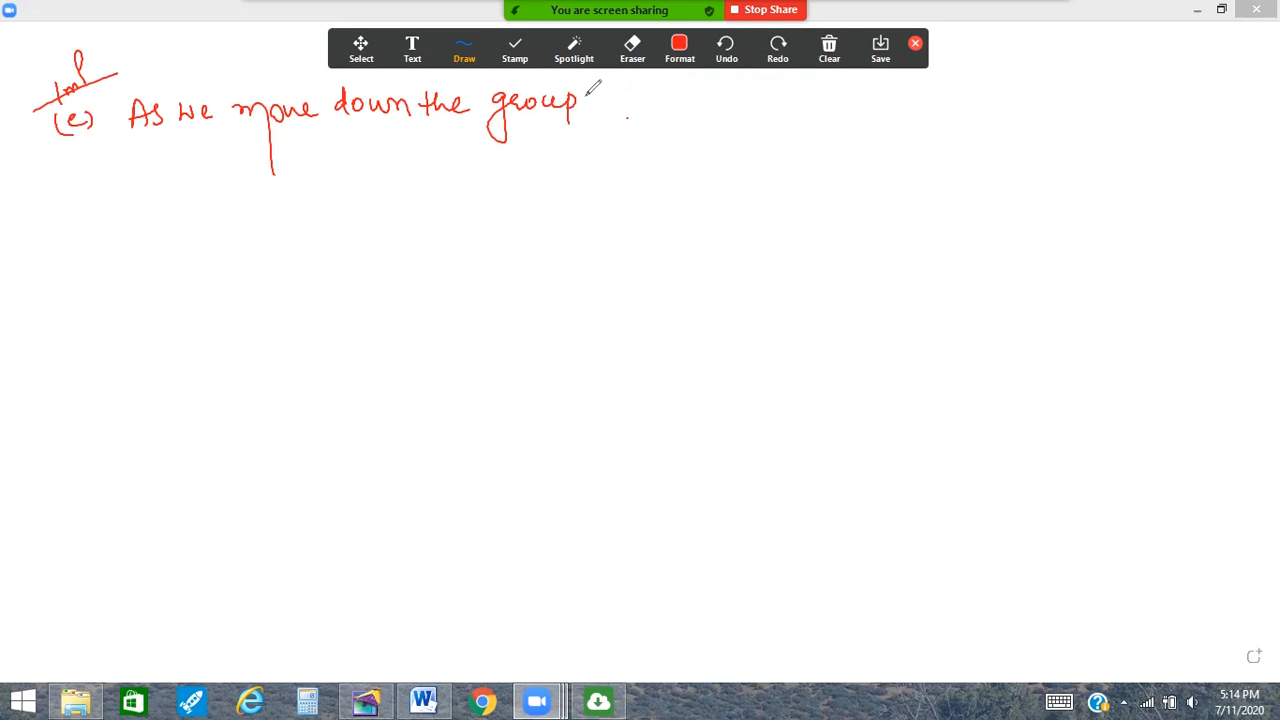 You are screen sharing
Stop Share
Select Text Draw Stamp Spotlight Eraser Format Undo Redo Clear Save
(e) As we move down the group
5:14 PM
7/11/2020